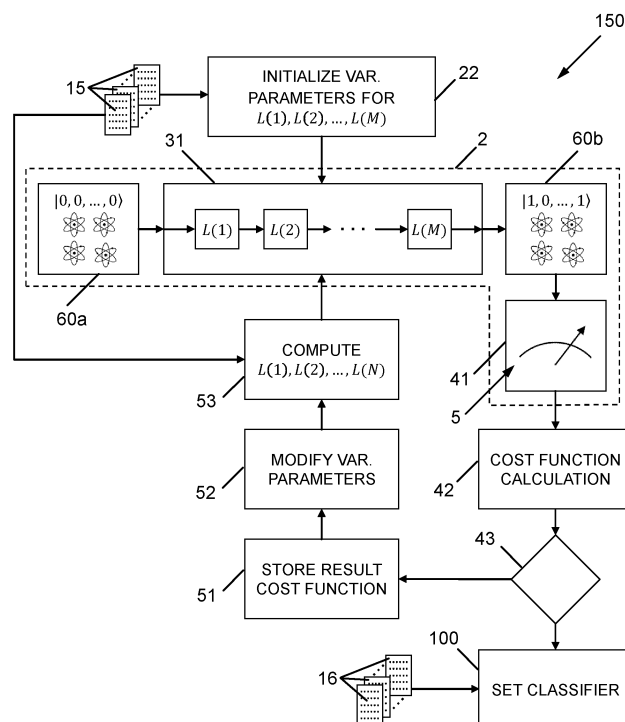 150
15
INITIALIZE VAR.
PARAMETERS FOR
L(1), L(2), ..., L(M)
22
31
2
60b
|0, 0, ..., 0⟩
L(1)
L(2)
· · ·
L(M)
|1, 0, ..., 1⟩
60a
COMPUTE
L(1), L(2), ..., L(N)
53
41
5
MODIFY VAR.
PARAMETERS
52
COST FUNCTION
CALCULATION
42
43
STORE RESULT
COST FUNCTION
51
100
16
SET CLASSIFIER